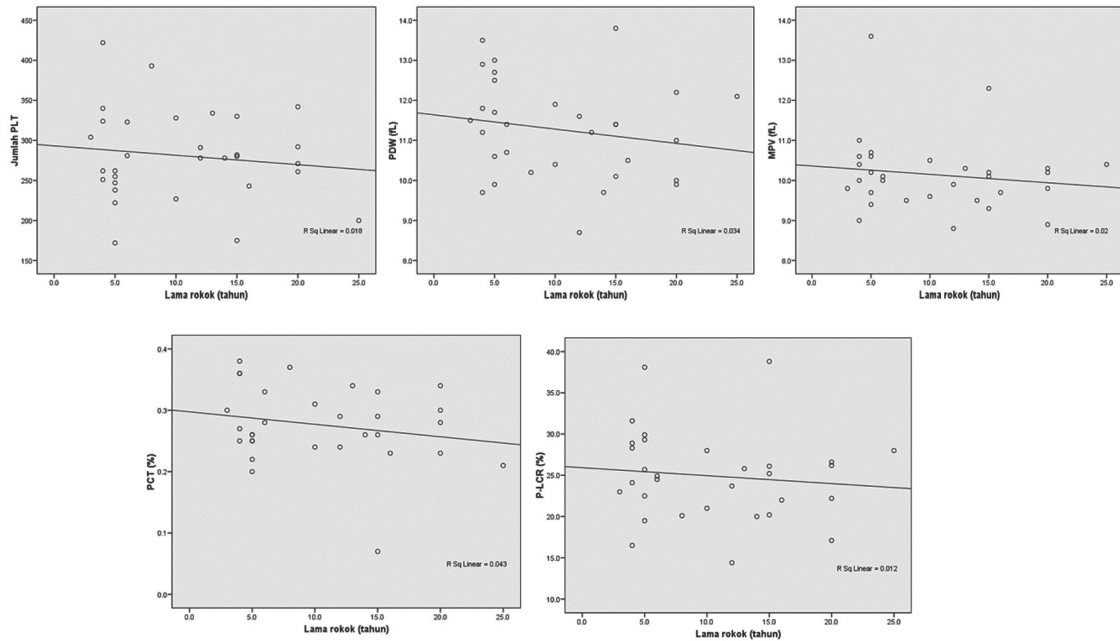 450
400
350
300
250
200
150
Jumlah PLT
R Sq Linear = 0.018
0.0 5.0 10.0 15.0 20.0 25.0
Lama rokok (tahun)
14.0
13.0
12.0
11.0
10.0
9.0
8.0
PDW (fL)
R Sq Linear = 0.034
0.0 5.0 10.0 15.0 20.0 25.0
Lama rokok (tahun)
14.0
13.0
12.0
11.0
10.0
9.0
8.0
MPV (fL)
R Sq Linear = 0.02
0.0 5.0 10.0 15.0 20.0 25.0
Lama rokok (tahun)
0.4
0.3
0.2
0.1
0.0
PCT (%)
R Sq Linear = 0.043
0.0 5.0 10.0 15.0 20.0 25.0
Lama rokok (tahun)
40.0
35.0
30.0
25.0
20.0
15.0
10.0
P-LCR (%)
R Sq Linear = 0.012
0.0 5.0 10.0 15.0 20.0 25.0
Lama rokok (tahun)